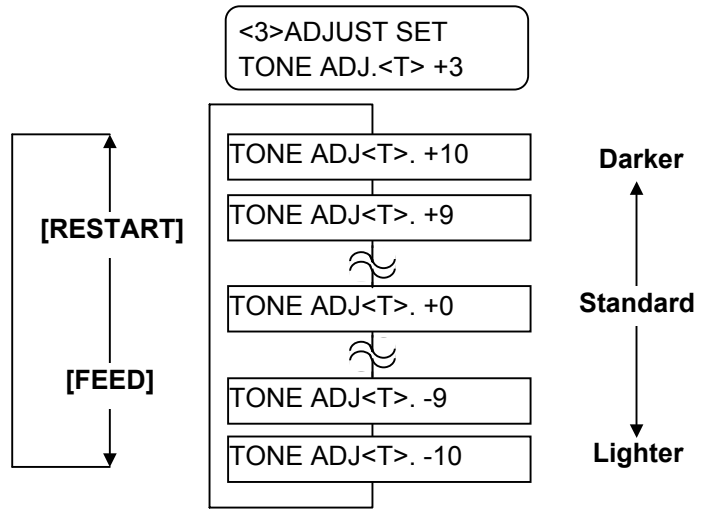 <3>ADJUST SET
TONE ADJ.<T> +3
TONE ADJ<T>. +10
Darker
TONE ADJ<T>. +9
[RESTART]
TONE ADJ<T>. +0
Standard
[FEED]
TONE ADJ<T>. -9
TONE ADJ<T>. -10
Lighter